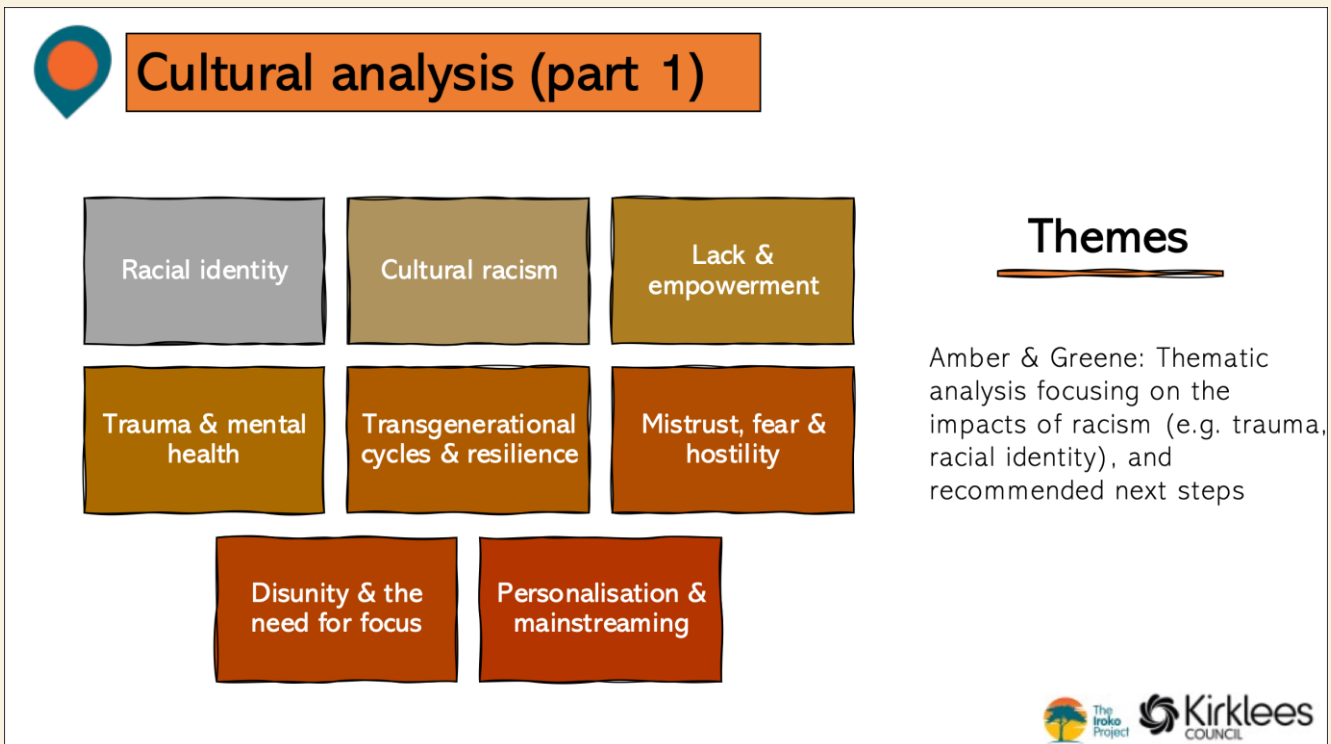 Cultural analysis (part 1)
Racial identity
Cultural racism
Lack &
empowerment
Trauma & mental
health
Transgenerational
cycles & resilience
Mistrust, fear &
hostility
Disunity & the
need for focus
Personalisation &
mainstreaming
Themes
Amber & Greene: Thematic
analysis focusing on the
impacts of racism (e.g. trauma,
racial identity), and
recommended next steps
The
Iroko
Project
Kirklees
COUNCIL